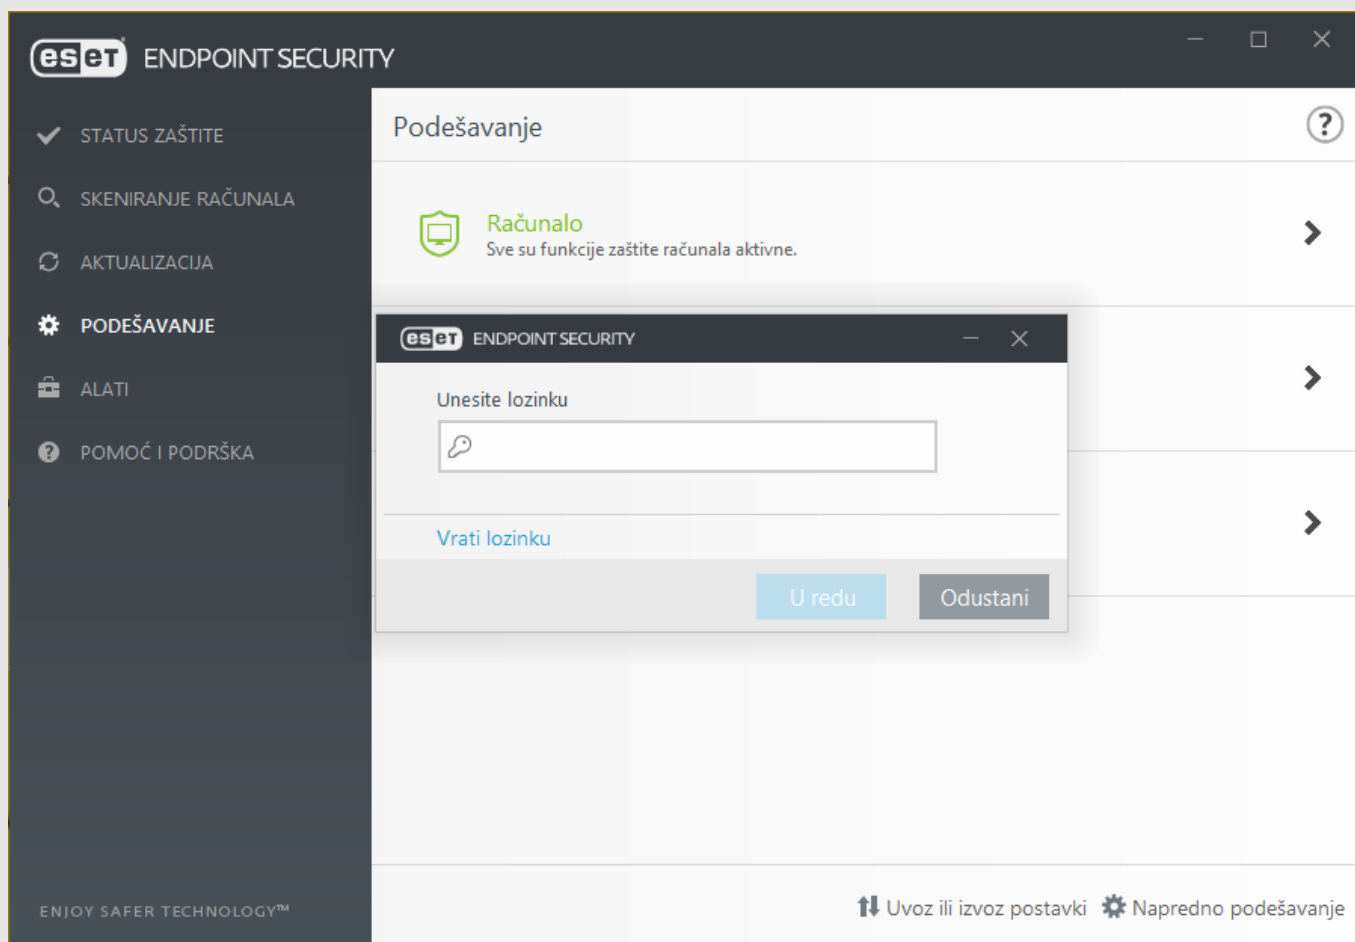 eset ENDPOINT SECURITY
STATUS ZAŠTITE
SKENIRANJE RAČUNALA
AKTUALIZACIJA
PODEŠAVANJE
ALATI
POMOĆ I PODRŠKA
ENJOY SAFER TECHNOLOGY™
Podešavanje
?
Računalo
Sve su funkcije zaštite računala aktivne.
eset ENDPOINT SECURITY
Unesite lozinku
Vrati lozinku
U redu Odustani
Uvoz ili izvoz postavki Napredno podešavanje